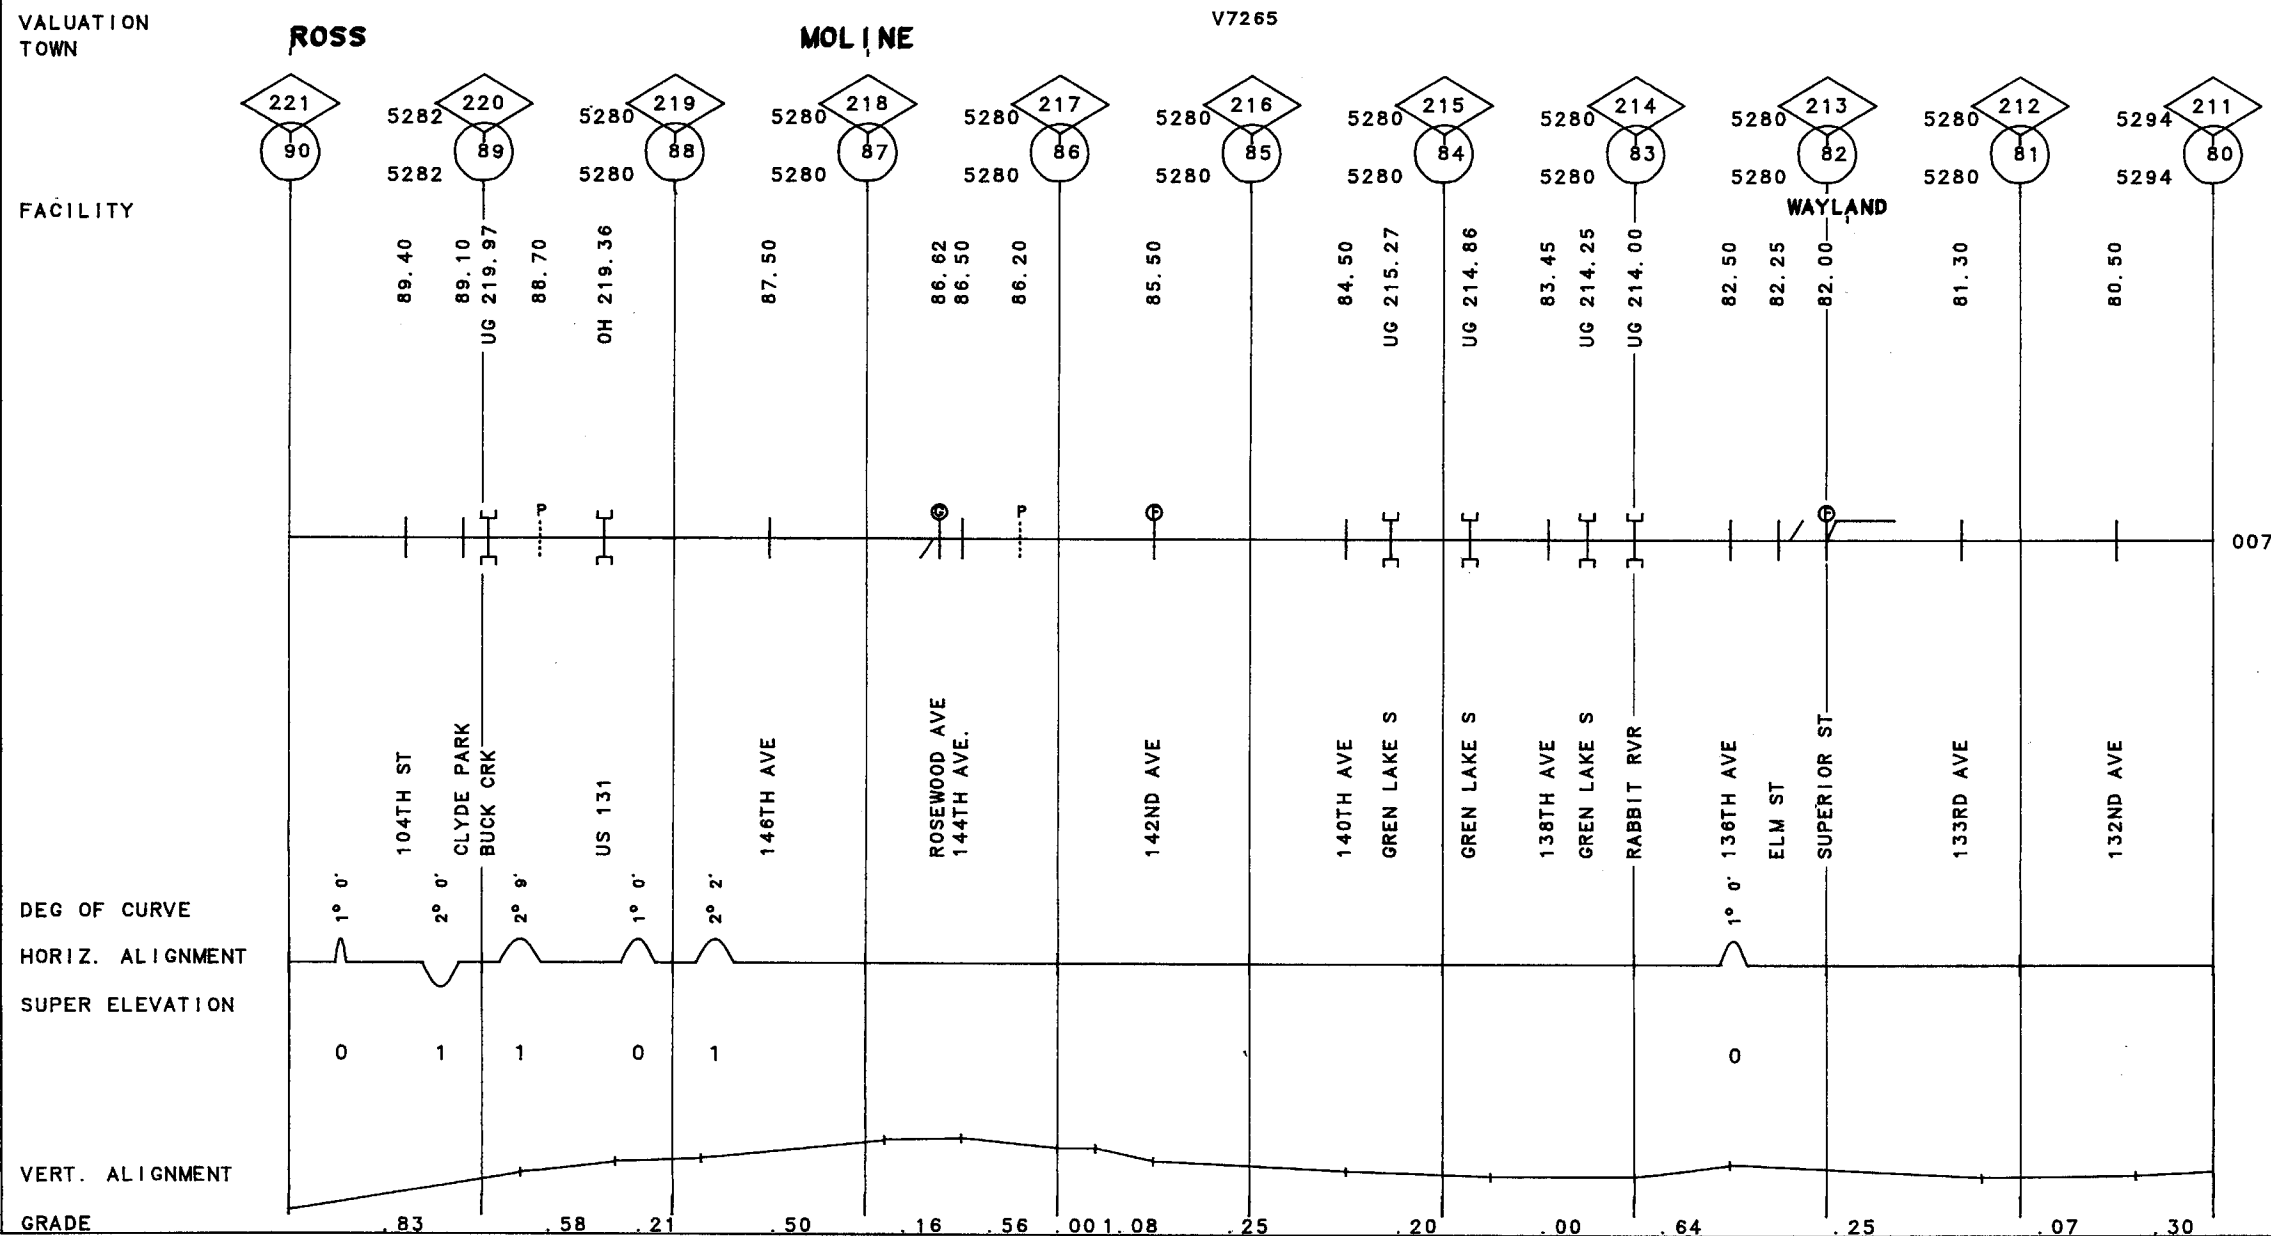 VALUATION V7265
TOWN ROSS MOLINE
221 220 219 218 217 216 215 214 213 212 211
5282 5280 5280 5280 5280 5280 5280 5280 5280 5294
90 89 88 87 86 85 84 83 82 81 80
5282 5280 5280 5280 5280 5280 5280 5280 5280 5294
FACILITY WAYLAND
89.40
89.10
UG 219.97
88.70
OH 219.36
87.50
86.62
86.50
86.20
85.50
84.50
UG 215.27
UG 214.86
83.45
UG 214.25
UG 214.00
82.50
82.25
82.00
81.30
80.50
P G P F F
007
104TH ST
CLYDE PARK
BUCK CRK
US 131
146TH AVE
ROSEWOOD AVE
144TH AVE.
142ND AVE
140TH AVE
GREN LAKE S
GREN LAKE S
138TH AVE
GREN LAKE S
RABBIT RVR
136TH AVE
ELM ST
SUPERIOR ST
133RD AVE
132ND AVE
DEG OF CURVE 1° 0' 2° 0' 2° 9' 1° 0' 2° 2' 1° 0'
HORIZ. ALIGNMENT
SUPER ELEVATION
0 1 1 0 1 0
VERT. ALIGNMENT
GRADE .83 .58 .21 .50 .16 .56 .00 1.08 .25 .20 .00 .64 .25 .07 .30